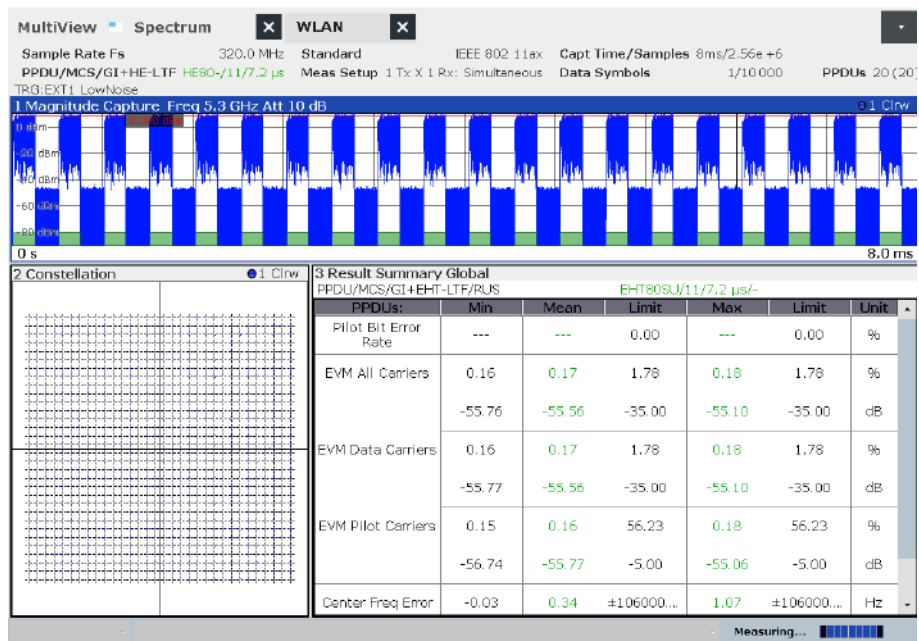 MultiView Spectrum WLAN
Sample Rate Fs 320.0 MHz Standard IEEE 802 11ax Capt Time/Samples 8ms/2.56e +6
PPDU/MCS/GI+HE-LTF HE80-/11/7.2 µs Meas Setup 1 Tx X 1 Rx: Simultaneous Data Symbols 1/10 000 PPDUs 20 (20)
TRG:EXT1 LowNoise
1 Magnitude Capture Freq 5.3 GHz Att 10 dB 1 Clrw
0 dBm
-20 dBm
-40 dBm
-60 dBm
-80 dBm
0 s 8.0 ms
2 Constellation 1 Clrw
3 Result Summary Global
PPDU/MCS/GI+EHT-LTF/RUS EHT80SU/11/7.2 µs/-
PPDUs: Min Mean Limit Max Limit Unit
Pilot Bit Error Rate --- --- 0.00 --- 0.00 %
EVM All Carriers 0.16 0.17 1.78 0.18 1.78 %
-55.76 -55.56 -35.00 -55.10 -35.00 dB
EVM Data Carriers 0.16 0.17 1.78 0.18 1.78 %
-55.77 -55.56 -35.00 -55.10 -35.00 dB
EVM Pilot Carriers 0.15 0.16 56.23 0.18 56.23 %
-56.74 -55.77 -5.00 -55.06 -5.00 dB
Center Freq Error -0.03 0.34 ±106000... 1.07 ±106000... Hz
Measuring...